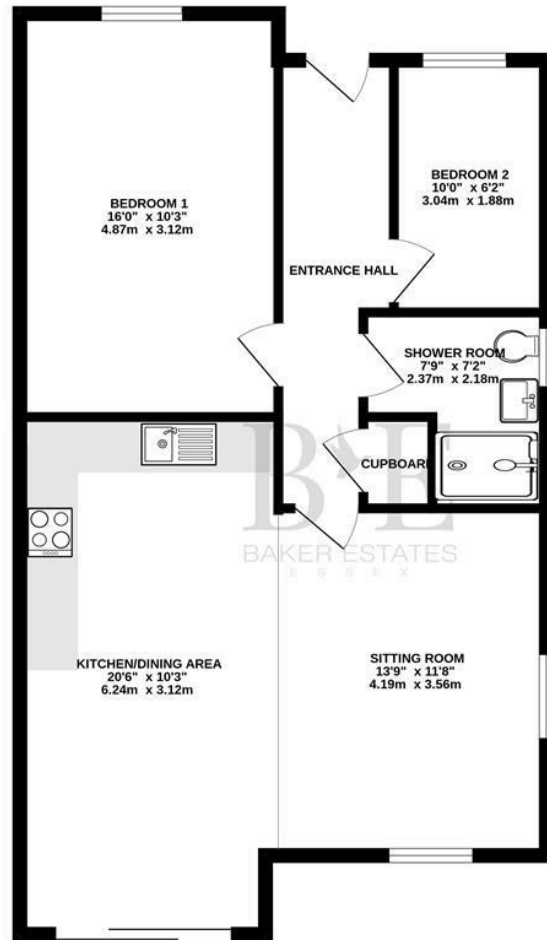 BEDROOM 1
16'0" x 10'3"
4.87m x 3.12m
BEDROOM 2
10'0" x 6'2"
3.04m x 1.88m
ENTRANCE HALL
SHOWER ROOM
7'9" x 7'2"
2.37m x 2.18m
CUPBOARD
B E
BAKER ESTATES
ESSEX
KITCHEN/DINING AREA
20'6" x 10'3"
6.24m x 3.12m
SITTING ROOM
13'9" x 11'8"
4.19m x 3.56m